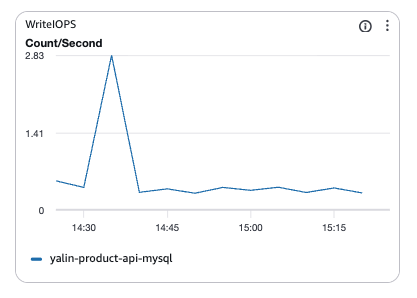 WriteIOPS
Count/Second
2.83
1.41
0
14:30 14:45 15:00 15:15
yalin-product-api-mysql